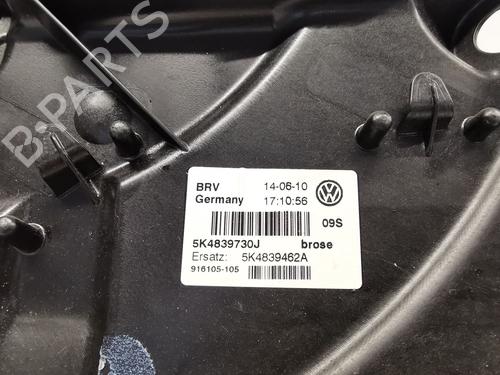 B-PARTS
BRV 14-06-10
Germany 17:10:56
09S
5K4839730J brose
Ersatz: 5K4839462A
916105-105